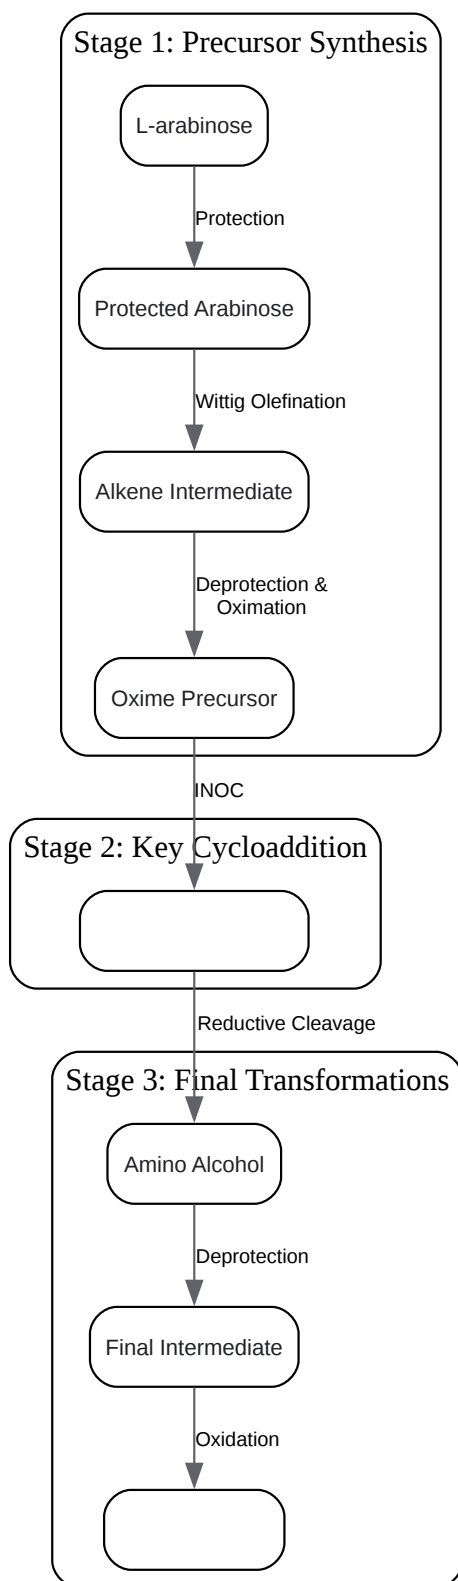 Stage 1: Precursor Synthesis
L-arabinose
Protection
Protected Arabinose
Wittig Olefination
Alkene Intermediate
Deprotection &
Oximation
Oxime Precursor
INOC
Stage 2: Key Cycloaddition
Reductive Cleavage
Stage 3: Final Transformations
Amino Alcohol
Deprotection
Final Intermediate
Oxidation